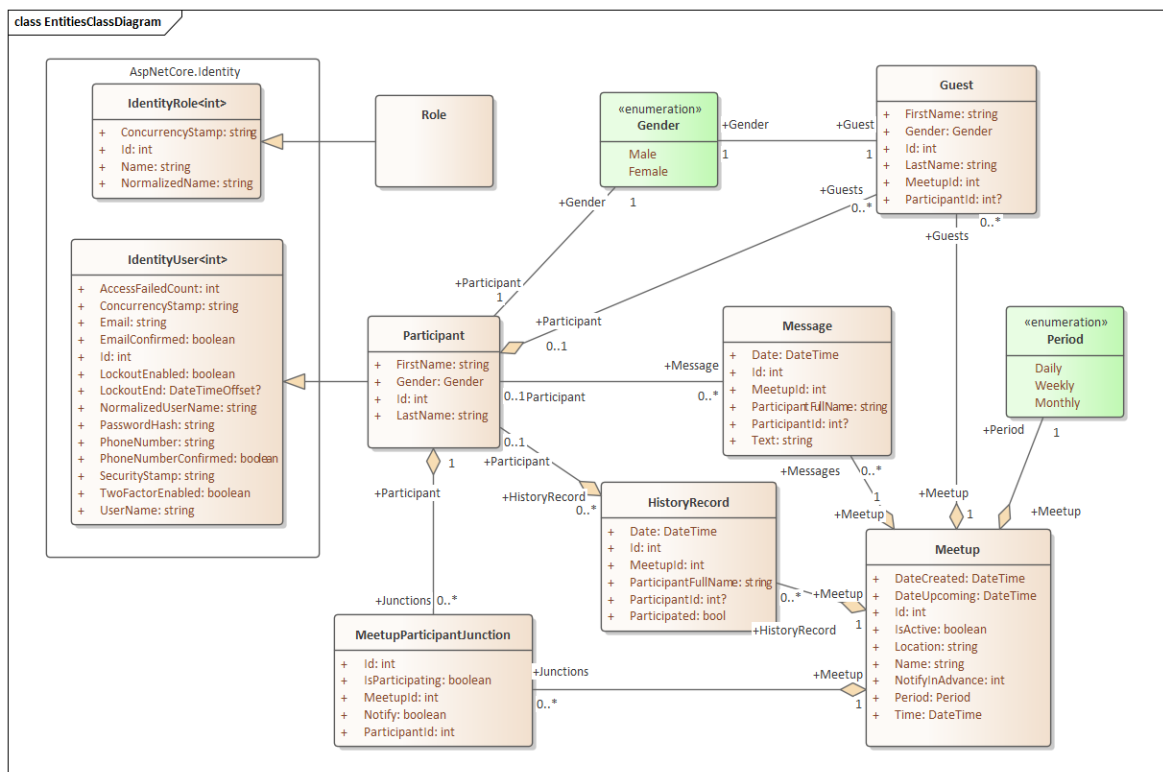 class EntitiesClassDiagram
AspNetCore.Identity
IdentityRole<int>
+ ConcurrencyStamp: string
+ Id: int
+ Name: string
+ NormalizedName: string
Role
«enumeration»
Gender
Male
Female
+Gender
1
+Guest
1
Guest
+ FirstName: string
+ Gender: Gender
+ Id: int
+ LastName: string
+ MeetupId: int
+ ParticipantId: int?
+Gender
1
+Guests
0..*
0..*
+Guests
IdentityUser<int>
+ AccessFailedCount: int
+ ConcurrencyStamp: string
+ Email: string
+ EmailConfirmed: boolean
+ Id: int
+ LockoutEnabled: boolean
+ LockoutEnd: DateTimeOffset?
+ NormalizedUserName: string
+ PasswordHash: string
+ PhoneNumber: string
+ PhoneNumberConfirmed: boolean
+ SecurityStamp: string
+ TwoFactorEnabled: boolean
+ UserName: string
+Participant
1
+Participant
0..1
Participant
+ FirstName: string
+ Gender: Gender
+ Id: int
+ LastName: string
+Message
0..*
0..1
Participant
Message
+ Date: DateTime
+ Id: int
+ MeetupId: int
+ ParticipantFullName: string
+ ParticipantId: int?
+ Text: string
«enumeration»
Period
Daily
Weekly
Monthly
+Period
1
0..1
+Participant
1
+Participant
+HistoryRecord
0..*
+Messages
0..*
1
+Meetup
+Meetup
1
+Meetup
HistoryRecord
+ Date: DateTime
+ Id: int
+ MeetupId: int
+ ParticipantFullName: string
+ ParticipantId: int?
+ Participated: bool
+Meetup
0..*
1
+HistoryRecord
Meetup
+ DateCreated: DateTime
+ DateUpcoming: DateTime
+ Id: int
+ IsActive: boolean
+ Location: string
+ Name: string
+ NotifyInAdvance: int
+ Period: Period
+ Time: DateTime
+Junctions
0..*
MeetupParticipantJunction
+ Id: int
+ IsParticipating: boolean
+ MeetupId: int
+ Notify: boolean
+ ParticipantId: int
+Junctions
0..*
+Meetup
1